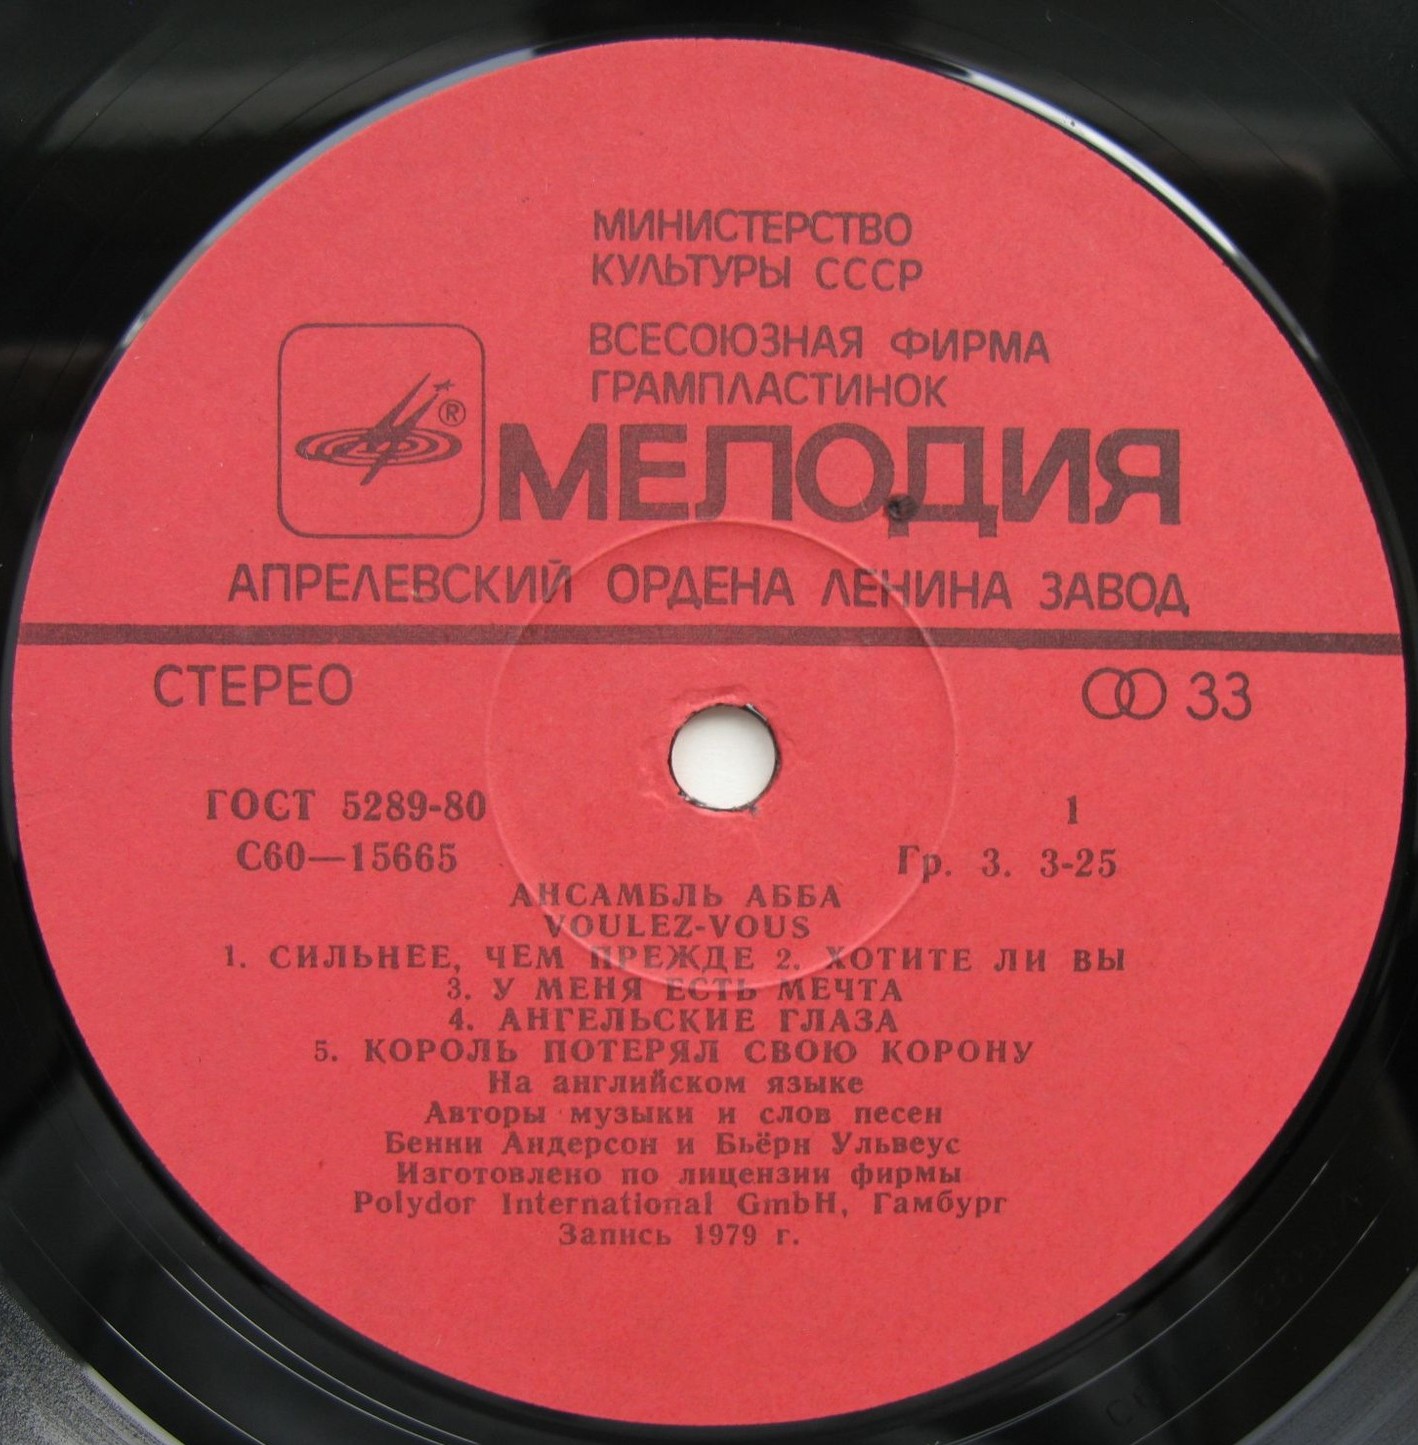 МИНИСТЕРСТВО
КУЛЬТУРЫ СССР
ВСЕСОЮЗНАЯ ФИРМА
ГРАМПЛАСТИНОК
®
МЕЛОДИЯ
АПРЕЛЕВСКИЙ ОРДЕНА ЛЕНИНА ЗАВОД
СТЕРЕО 33
ГОСТ 5289-80 1
С60—15665 Гр. 3. 3-25
АНСАМБЛЬ АББА
VOULEZ-VOUS
1. СИЛЬНЕЕ, ЧЕМ ПРЕЖДЕ 2. ХОТИТЕ ЛИ ВЫ
3. У МЕНЯ ЕСТЬ МЕЧТА
4. АНГЕЛЬСКИЕ ГЛАЗА
5. КОРОЛЬ ПОТЕРЯЛ СВОЮ КОРОНУ
На английском языке
Авторы музыки и слов песен
Бенни Андерсон и Бьёрн Ульвеус
Изготовлено по лицензии фирмы
Polydor International GmbH, Гамбург
Запись 1979 г.